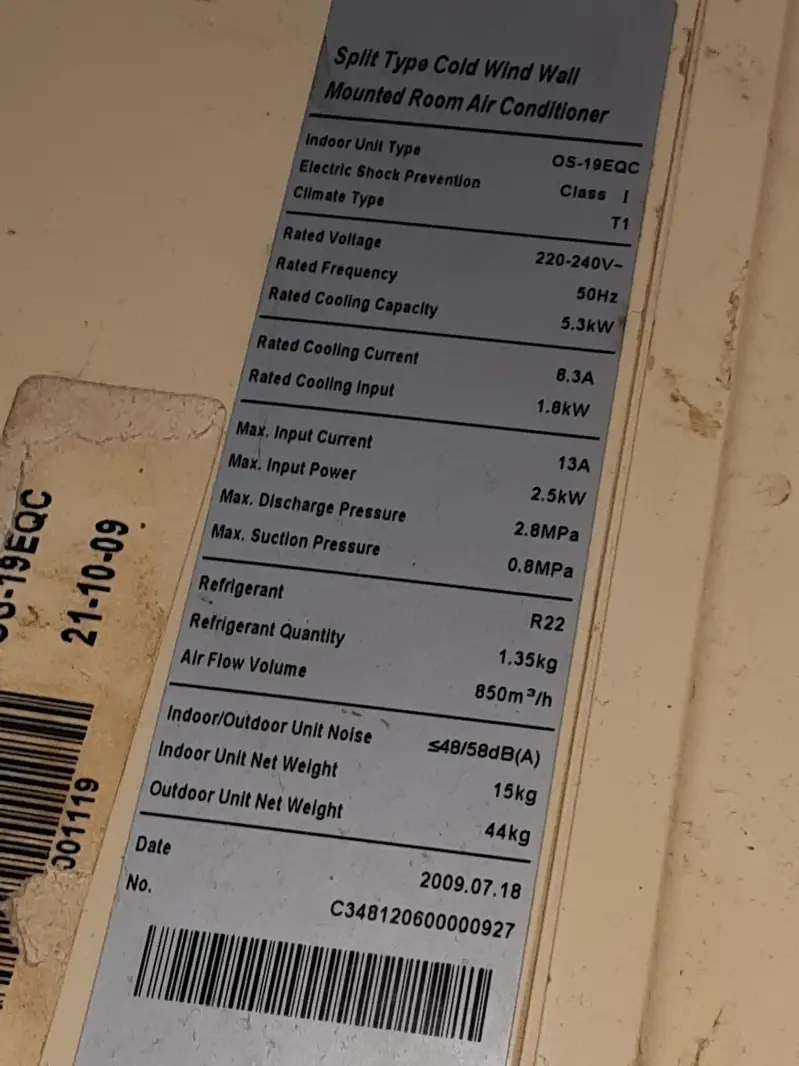 Split Type Cold Wind Wall
Mounted Room Air Conditioner
Indoor Unit Type OS-19EQC
Electric Shock Prevention Class I
Climate Type T1
Rated Voltage 220-240V~
Rated Frequency 50Hz
Rated Cooling Capacity 5.3kW
Rated Cooling Current 8.3A
Rated Cooling Input 1.8kW
Max. Input Current 13A
Max. Input Power 2.5kW
Max. Discharge Pressure 2.8MPa
Max. Suction Pressure 0.8MPa
Refrigerant R22
Refrigerant Quantity 1.35kg
Air Flow Volume 850m³/h
Indoor/Outdoor Unit Noise ≤48/58dB(A)
Indoor Unit Net Weight 15kg
Outdoor Unit Net Weight 44kg
Date 2009.07.18
No. C348120600000927
-19EQC
21-10-09
001119